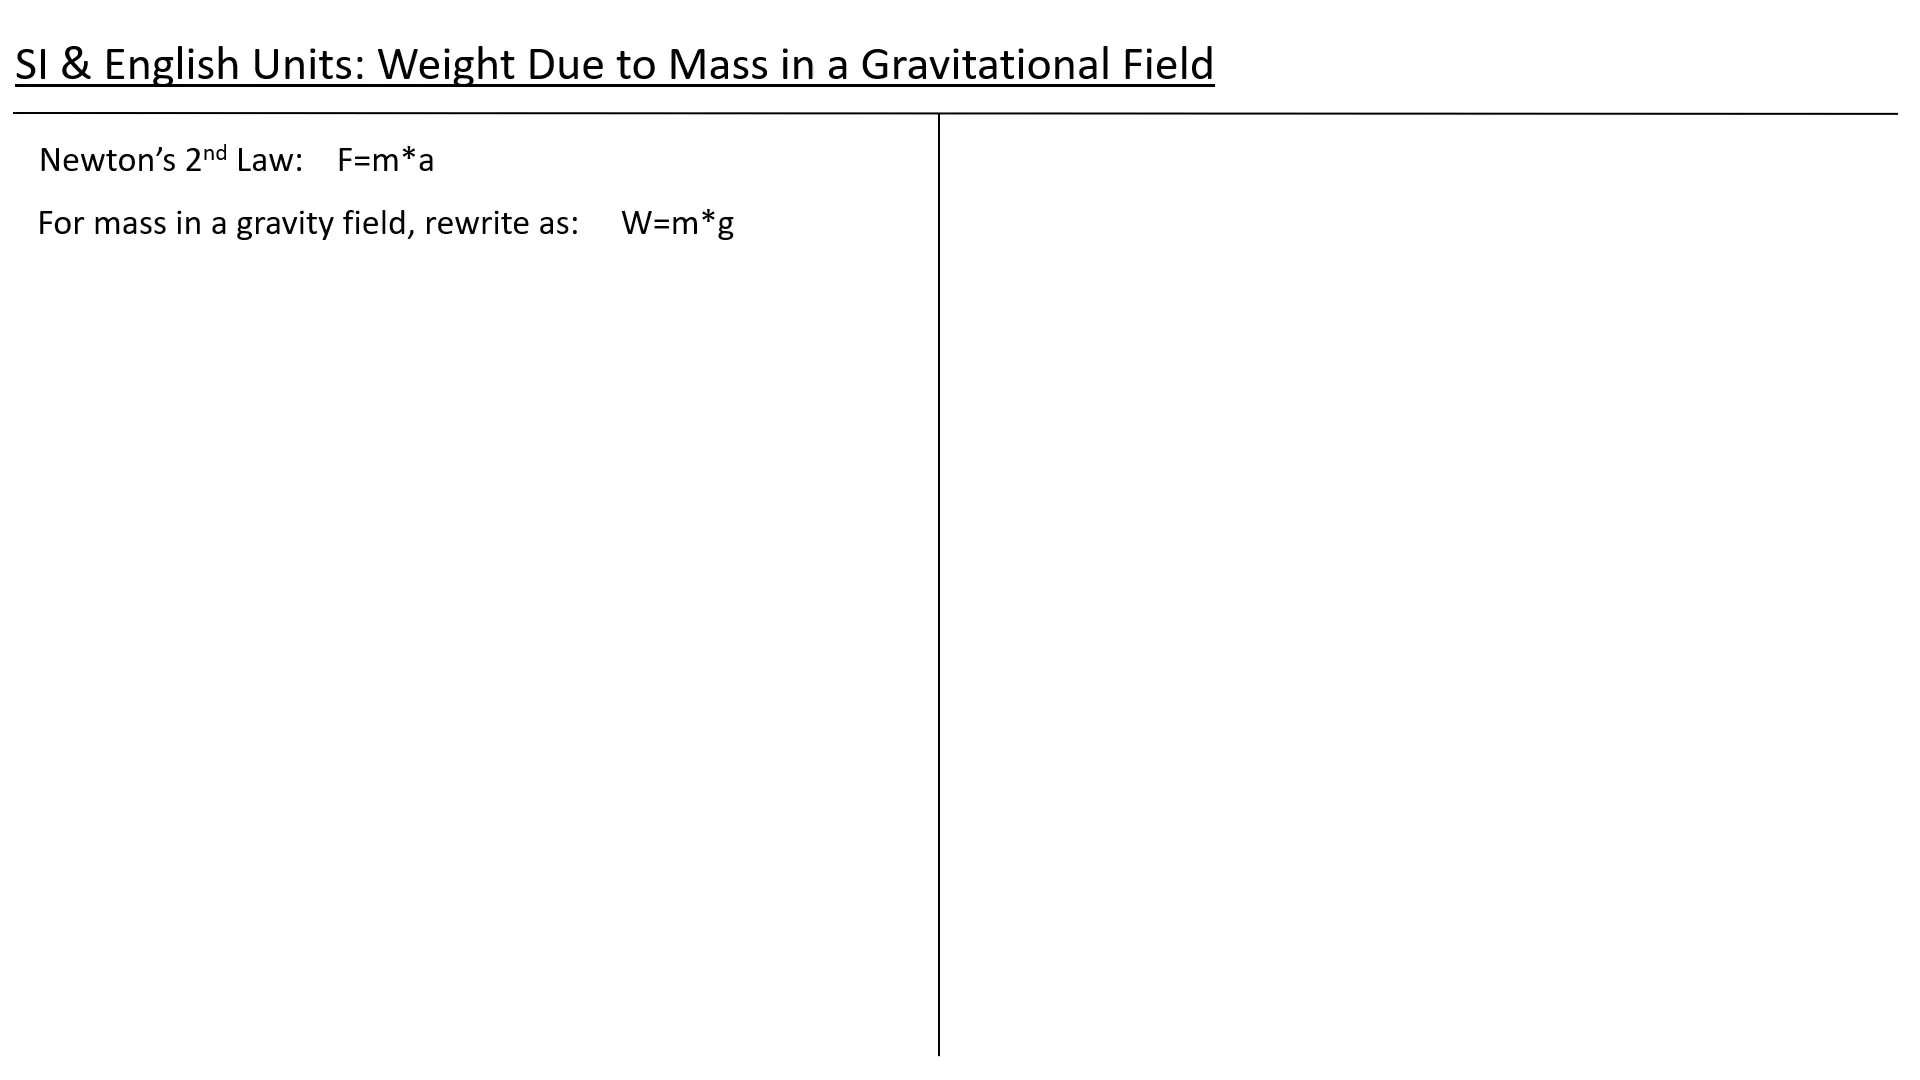 SI & English Units: Weight Due to Mass in a Gravitational Field
Newton’s 2nd Law: F=m*a
For mass in a gravity field, rewrite as: W=m*g